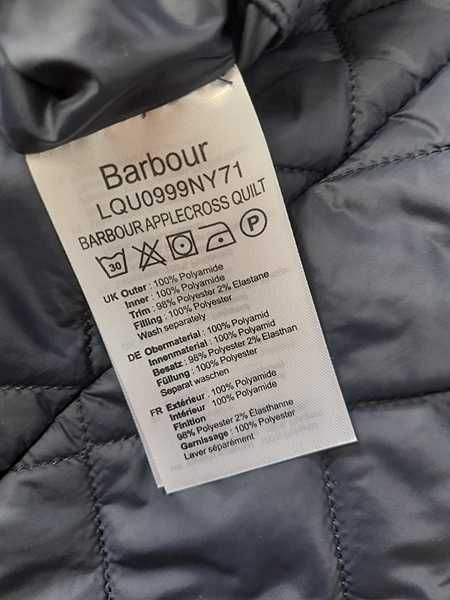 Barbour
LQU0999NY71
BARBOUR APPLECROSS QUILT
30 P
UK Outer : 100% Polyamide
Inner : 100% Polyamide
Trim : 98% Polyester 2% Elastane
Filling : 100% Polyester
Wash separately
DE Obermaterial : 100% Polyamid
Innenmaterial : 100% Polyamid
Besatz : 98% Polyester 2% Elasthan
Füllung : 100% Polyester
Separat waschen
FR Extérieur : 100% Polyamide
Intérieur : 100% Polyamide
Finition
98% Polyester 2% Élasthanne
Garnissage : 100% Polyester
Laver séparément